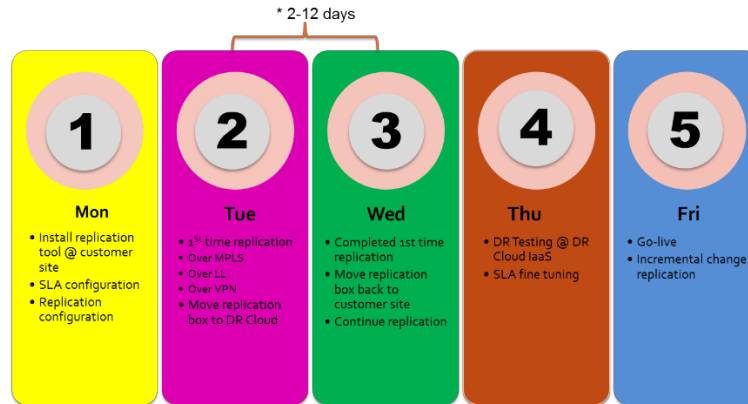 * 2-12 days
1
Mon
• Install replication
tool @ customer
site
• SLA configuration
• Replication
configuration
2
Tue
• 1St time replication
• Over MPLS
• Over LL
• Over VPN
• Move replication
box to DR Cloud
3
Wed
• Completed 1st time
replication
• Move replication
box back to
customer site
• Continue replication
4
Thu
• DR Testing @ DR
Cloud IaaS
• SLA fine tuning
5
Fri
• Go-live
• Incremental change
replication